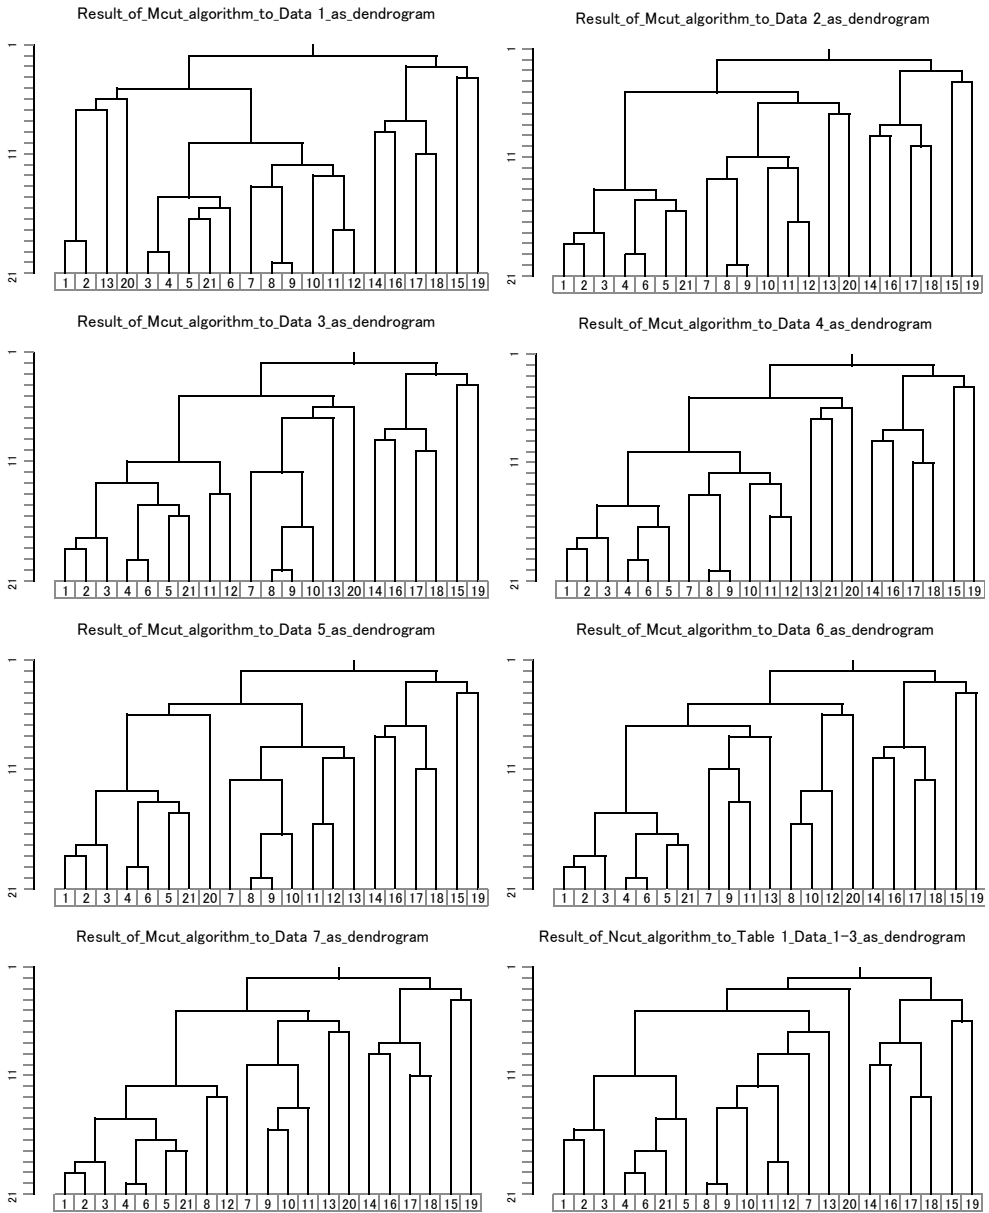 Result_of_Mcut_algorithm_to_Data 1_as_dendrogram
1
11
21
1 2 13 20 3 4 5 21 6 7 8 9 10 11 12 14 16 17 18 15 19
Result_of_Mcut_algorithm_to_Data 2_as_dendrogram
1
11
21
1 2 3 4 6 5 21 7 8 9 10 11 12 13 20 14 16 17 18 15 19
Result_of_Mcut_algorithm_to_Data 3_as_dendrogram
1
11
21
1 2 3 4 6 5 21 11 12 7 8 9 10 13 20 14 16 17 18 15 19
Result_of_Mcut_algorithm_to_Data 4_as_dendrogram
1
11
21
1 2 3 4 6 5 7 8 9 10 11 12 13 21 20 14 16 17 18 15 19
Result_of_Mcut_algorithm_to_Data 5_as_dendrogram
1
11
21
1 2 3 4 6 5 21 20 7 8 9 10 11 12 13 14 16 17 18 15 19
Result_of_Mcut_algorithm_to_Data 6_as_dendrogram
1
11
21
1 2 3 4 6 5 21 7 9 11 13 8 10 12 20 14 16 17 18 15 19
Result_of_Mcut_algorithm_to_Data 7_as_dendrogram
1
11
21
1 2 3 4 6 5 21 8 12 7 9 10 11 13 20 14 16 17 18 15 19
Result_of_Ncut_algorithm_to_Table 1_Data_1-3_as_dendrogram
1
11
21
1 2 3 4 6 21 5 8 9 10 11 12 7 13 20 14 16 17 18 15 19